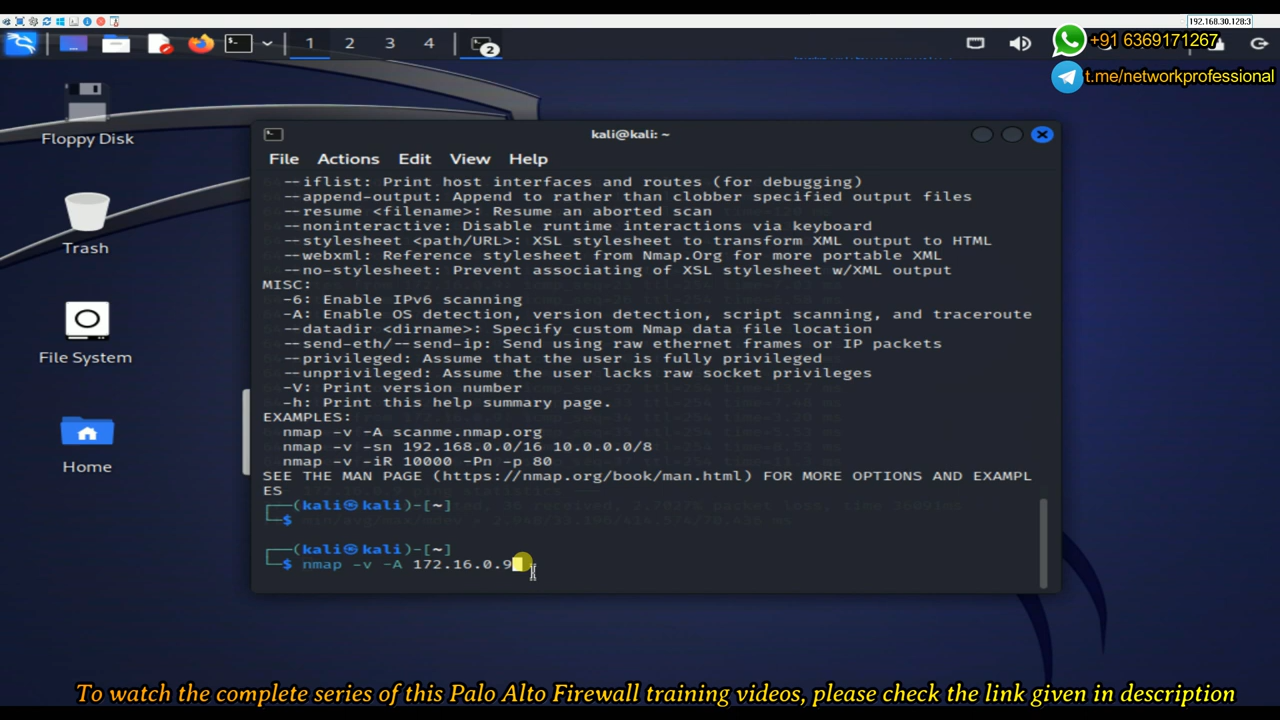 192.168.30.128:3
1 2 3 4
2
+91 6369171267
t.me/networkprofessional
Floppy Disk
Trash
File System
Home
kali@kali: ~
File Actions Edit View Help
--iflist: Print host interfaces and routes (for debugging)
--append-output: Append to rather than clobber specified output files
--resume <filename>: Resume an aborted scan
--noninteractive: Disable runtime interactions via keyboard
--stylesheet <path/URL>: XSL stylesheet to transform XML output to HTML
--webxml: Reference stylesheet from Nmap.Org for more portable XML
--no-stylesheet: Prevent associating of XSL stylesheet w/XML output
MISC:
-6: Enable IPv6 scanning
-A: Enable OS detection, version detection, script scanning, and traceroute
--datadir <dirname>: Specify custom Nmap data file location
--send-eth/--send-ip: Send using raw ethernet frames or IP packets
--privileged: Assume that the user is fully privileged
--unprivileged: Assume the user lacks raw socket privileges
-V: Print version number
-h: Print this help summary page.
EXAMPLES:
nmap -v -A scanme.nmap.org
nmap -v -sn 192.168.0.0/16 10.0.0.0/8
nmap -v -iR 10000 -Pn -p 80
SEE THE MAN PAGE (https://nmap.org/book/man.html) FOR MORE OPTIONS AND EXAMPL
ES
┌──(kali㉿kali)-[~]
└─$
┌──(kali㉿kali)-[~]
└─$ nmap -v -A 172.16.0.9
To watch the complete series of this Palo Alto Firewall training videos, please check the link given in description